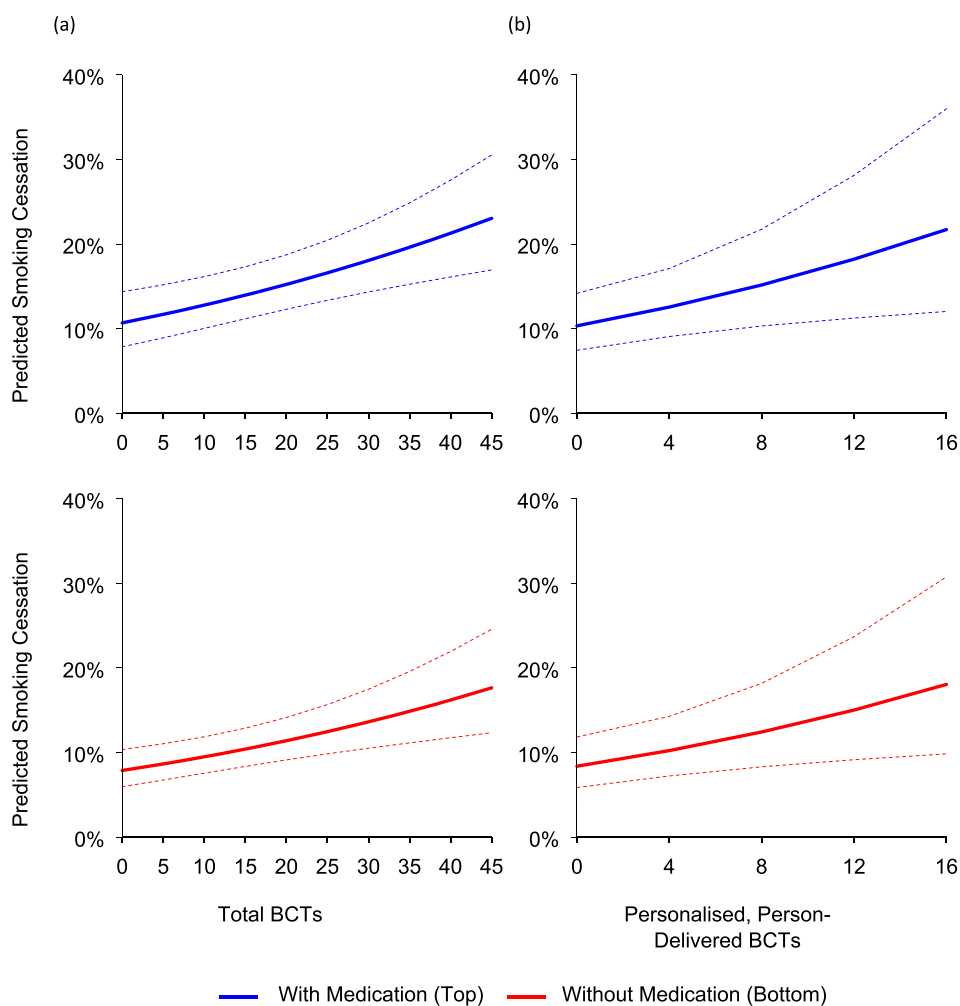 (a)
(b)
Predicted Smoking Cessation
40%
30%
20%
10%
0%
0 5 10 15 20 25 30 35 40 45
40%
30%
20%
10%
0%
0 4 8 12 16
Predicted Smoking Cessation
40%
30%
20%
10%
0%
0 5 10 15 20 25 30 35 40 45
Total BCTs
40%
30%
20%
10%
0%
0 4 8 12 16
Personalised, Person-
Delivered BCTs
With Medication (Top)
Without Medication (Bottom)